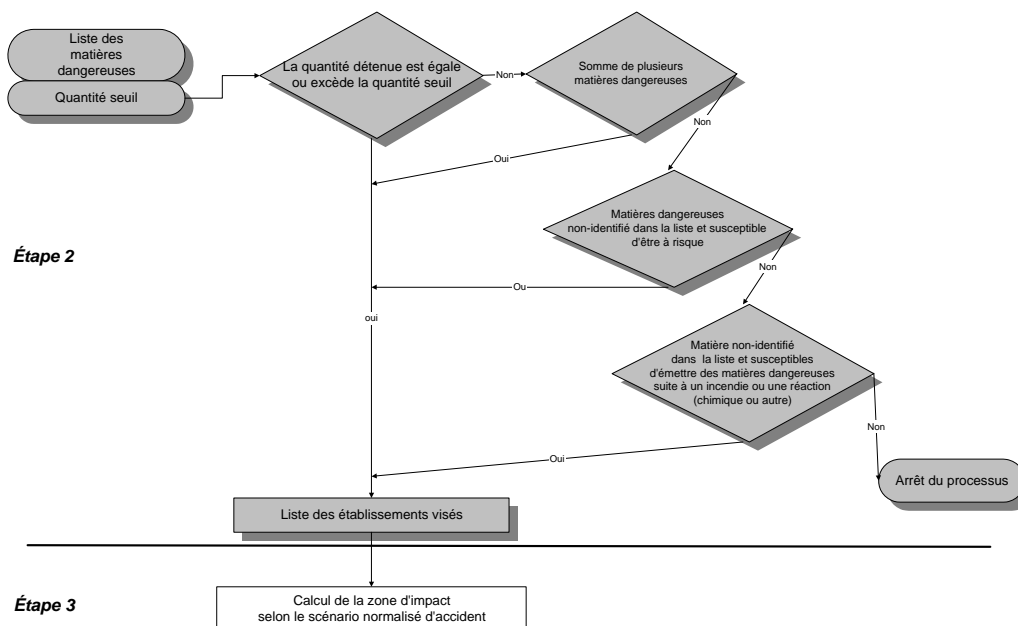 Liste des
matières
dangereuses
Quantité seuil
La quantité détenue est égale
ou excède la quantité seuil
Non
Somme de plusieurs
matières dangereuses
Non
Oui
Matières dangereuses
non-identifié dans la liste et susceptible
d'être à risque
Étape 2
Non
Ou
oui
Matière non-identifié
dans la liste et susceptibles
d'émettre des matières dangereuses
suite à un incendie ou une réaction
(chimique ou autre)
Non
Oui
Arrêt du processus
Liste des établissements visés
Étape 3
Calcul de la zone d'impact
selon le scénario normalisé d'accident